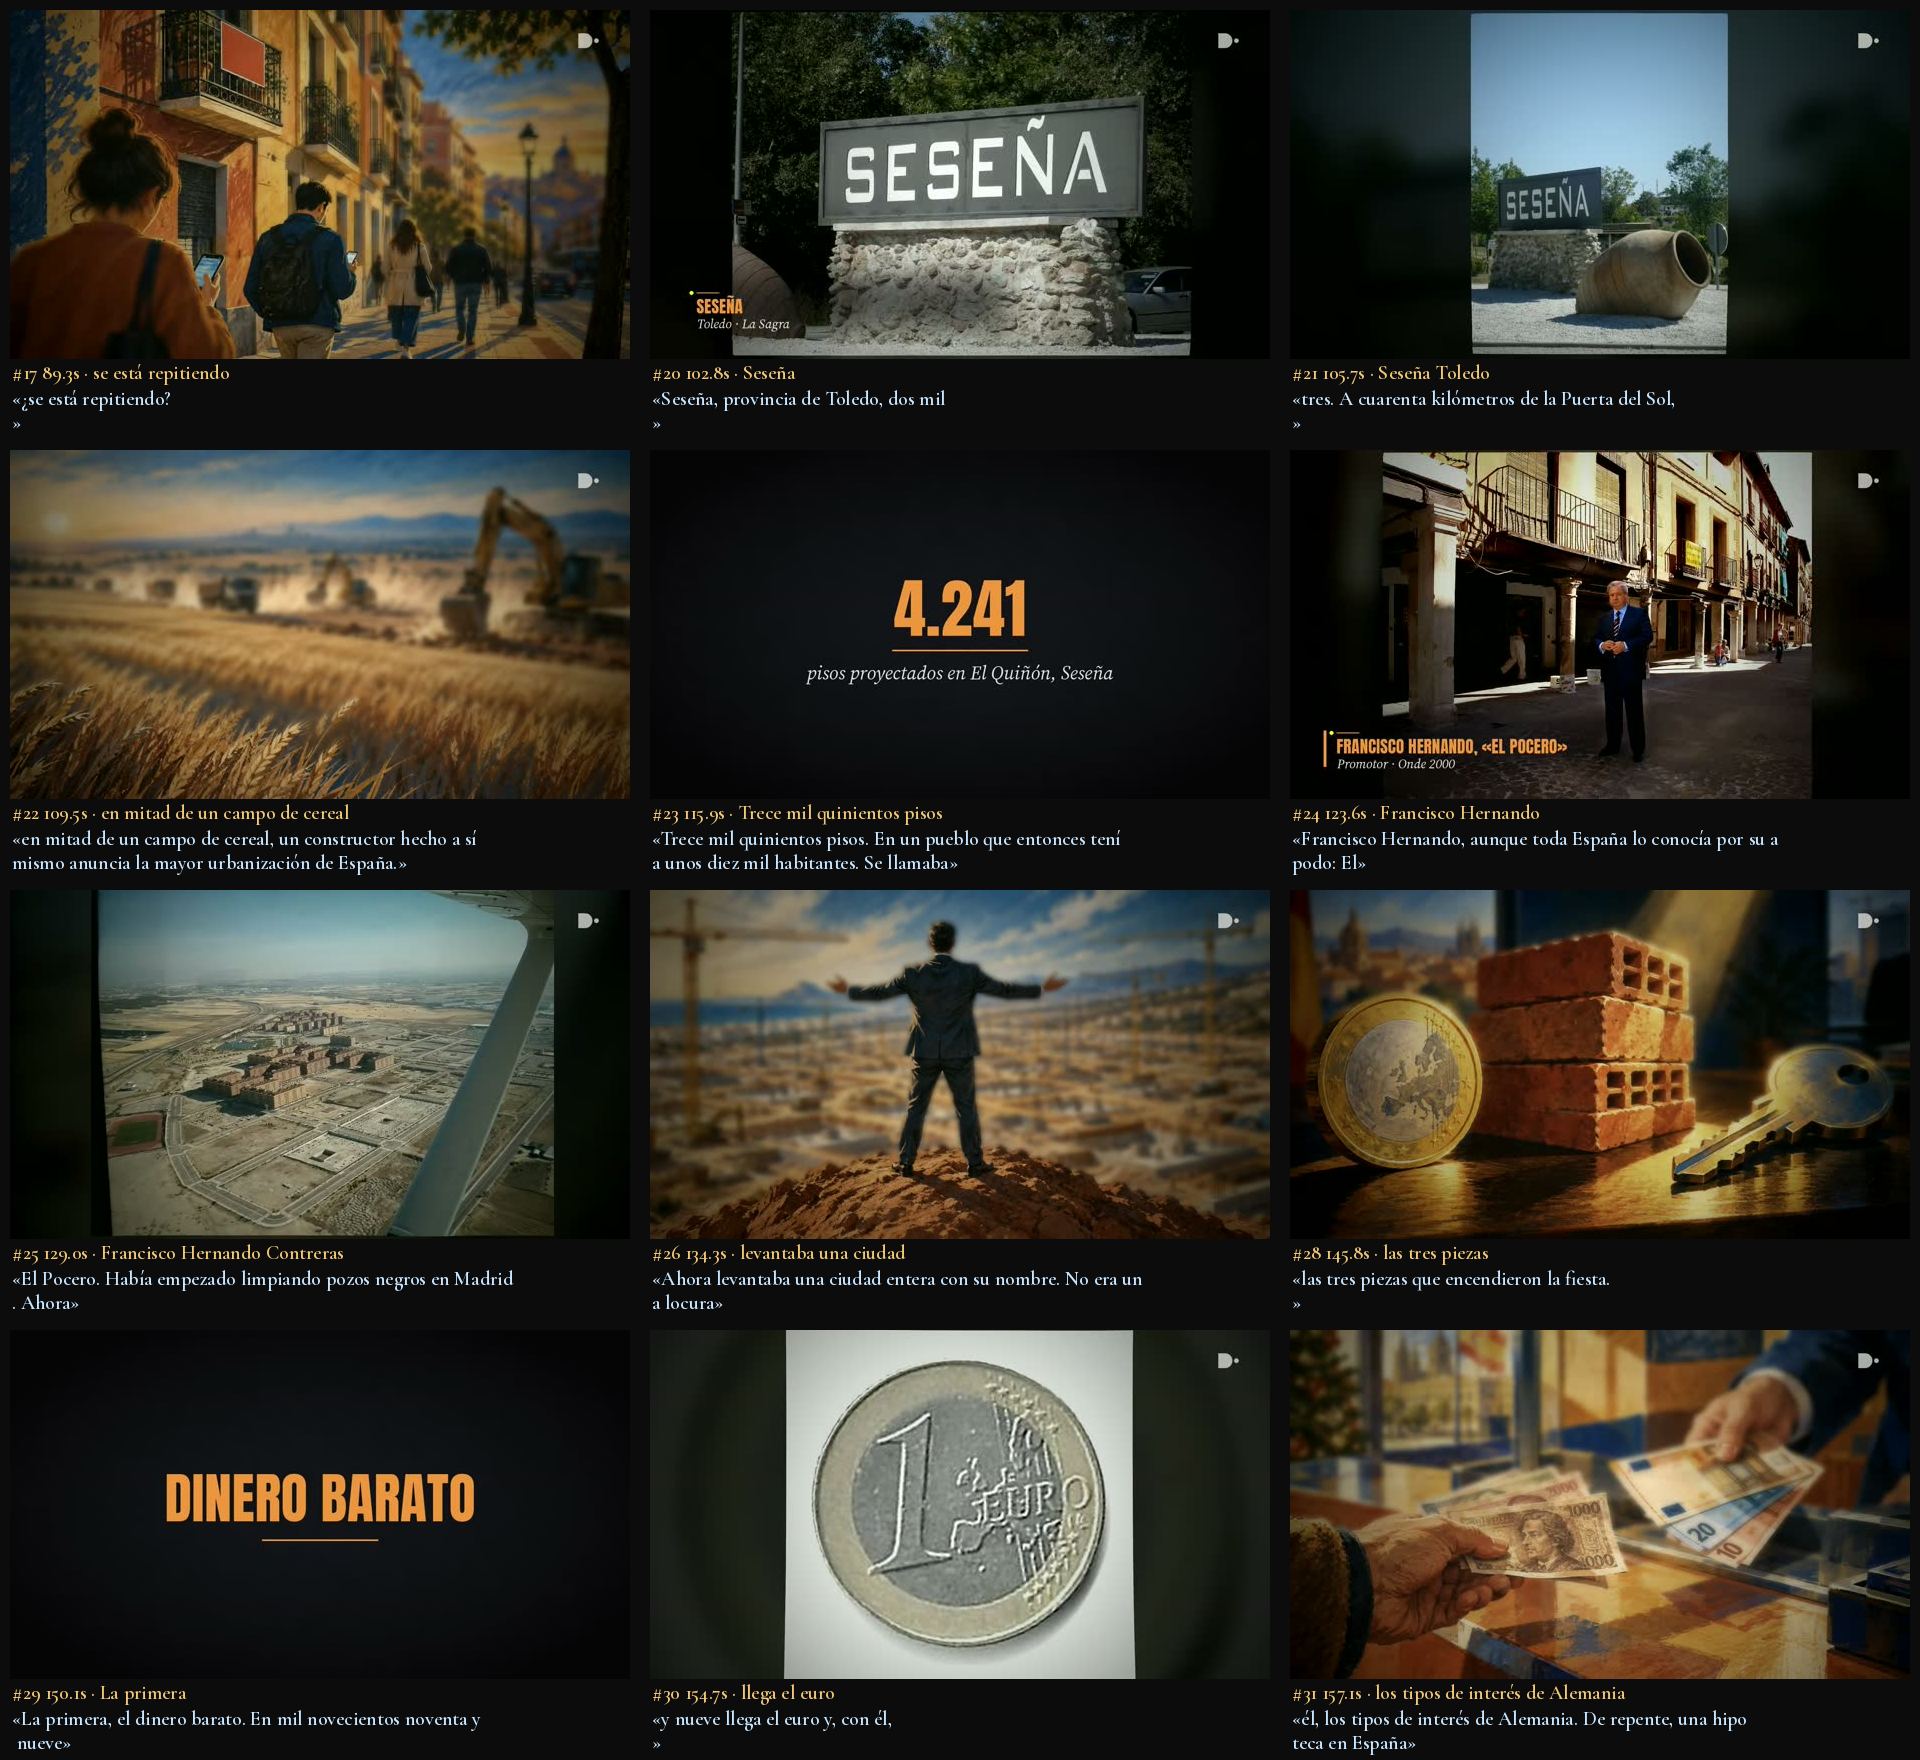 SESEÑA
SESEÑA
Toledo · La Sagra
SESEÑA
#17 89.3s · se está repitiendo
«¿se está repitiendo?
»
#20 102.8s · Seseña
«Seseña, provincia de Toledo, dos mil
»
#21 105.7s · Seseña Toledo
«tres. A cuarenta kilómetros de la Puerta del Sol,
»
4.241
pisos proyectados en El Quiñón, Seseña
FRANCISCO HERNANDO, «EL POCERO»
Promotor · Onde 2000
#22 109.5s · en mitad de un campo de cereal
«en mitad de un campo de cereal, un constructor hecho a sí
mismo anuncia la mayor urbanización de España.»
#23 115.9s · Trece mil quinientos pisos
«Trece mil quinientos pisos. En un pueblo que entonces tení
a unos diez mil habitantes. Se llamaba»
#24 123.6s · Francisco Hernando
«Francisco Hernando, aunque toda España lo conocía por su a
podo: El»
#25 129.0s · Francisco Hernando Contreras
«El Pocero. Había empezado limpiando pozos negros en Madrid
. Ahora»
#26 134.3s · levantaba una ciudad
«Ahora levantaba una ciudad entera con su nombre. No era un
a locura»
#28 145.8s · las tres piezas
«las tres piezas que encendieron la fiesta.
»
DINERO BARATO
1 EURO
2000
1000
1000
20
10
#29 150.1s · La primera
«La primera, el dinero barato. En mil novecientos noventa y
nueve»
#30 154.7s · llega el euro
«y nueve llega el euro y, con él,
»
#31 157.1s · los tipos de interés de Alemania
«él, los tipos de interés de Alemania. De repente, una hipo
teca en España»